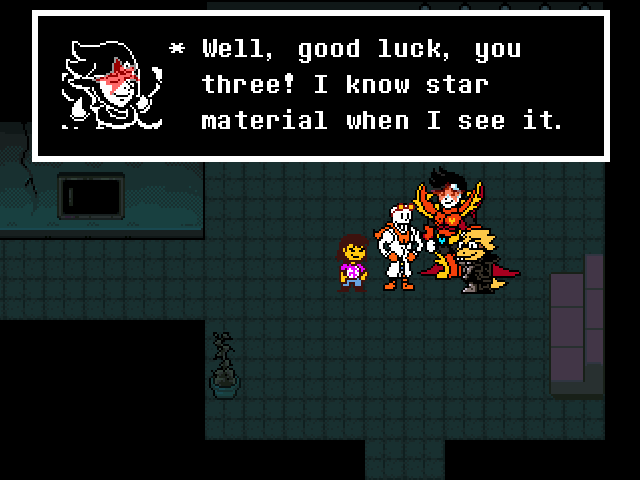 * Well, good luck, you
three! I know star
material when I see it.